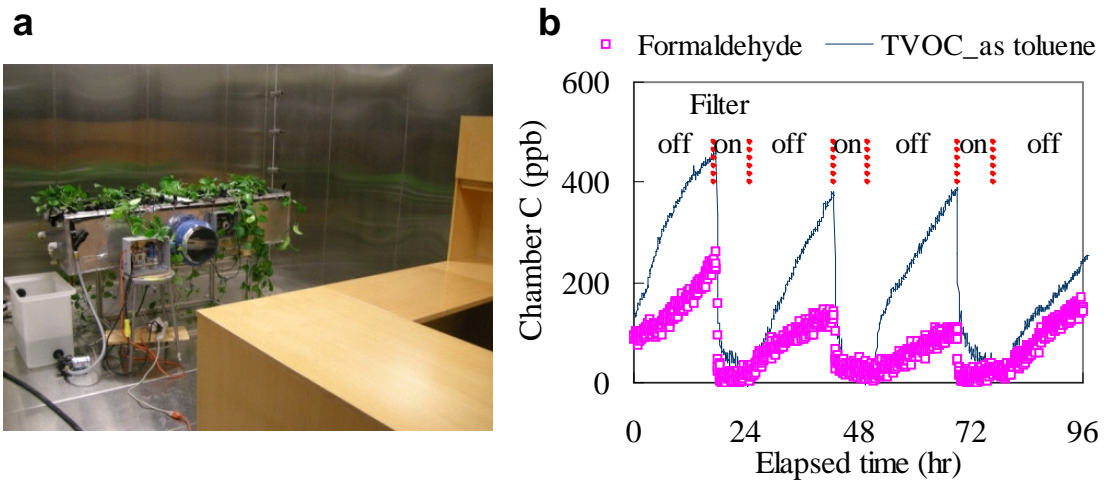 a
b
Formaldehyde TVOC_as toluene
600
Filter
off on off on off on off
400
200
0
Chamber C (ppb)
0 24 48 72 96
Elapsed time (hr)